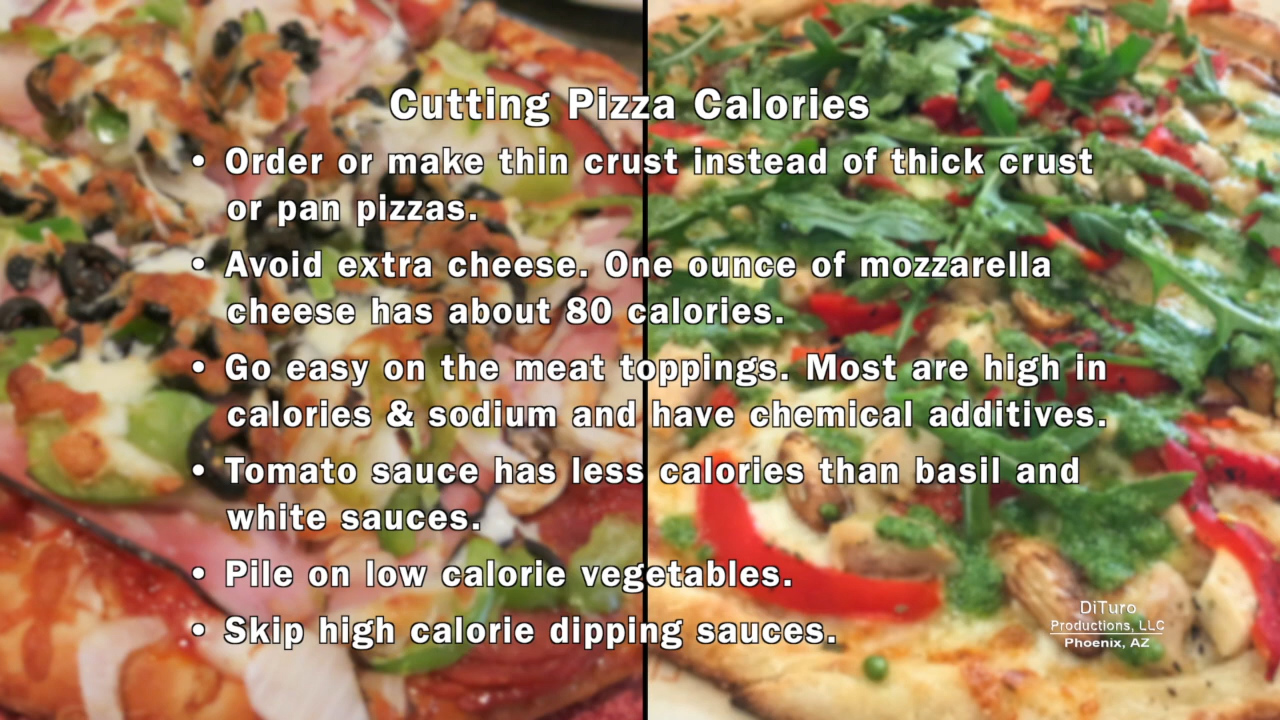 Cutting Pizza Calories
• Order or make thin crust instead of thick crust
or pan pizzas.
• Avoid extra cheese. One ounce of mozzarella
cheese has about 80 calories.
• Go easy on the meat toppings. Most are high in
calories & sodium and have chemical additives.
• Tomato sauce has less calories than basil and
white sauces.
• Pile on low calorie vegetables.
• Skip high calorie dipping sauces.
DiTuro
Productions, LLC
Phoenix, AZ